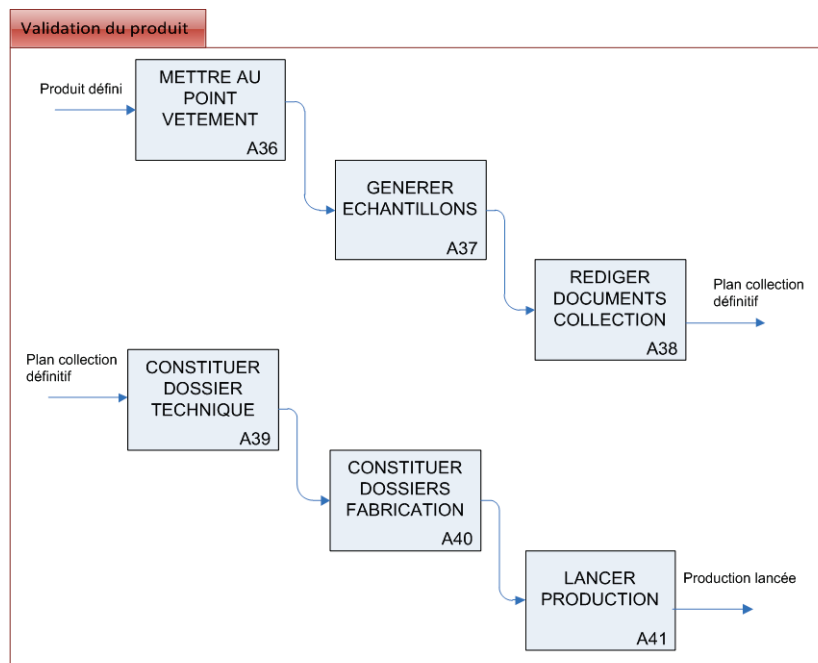 Validation du produit
Produit défini
METTRE AU
POINT
VETEMENT
A36
GENERER
ECHANTILLONS
A37
REDIGER
DOCUMENTS
COLLECTION
A38
Plan collection
définitif
Plan collection
définitif
CONSTITUER
DOSSIER
TECHNIQUE
A39
CONSTITUER
DOSSIERS
FABRICATION
A40
LANCER
PRODUCTION
A41
Production lancée